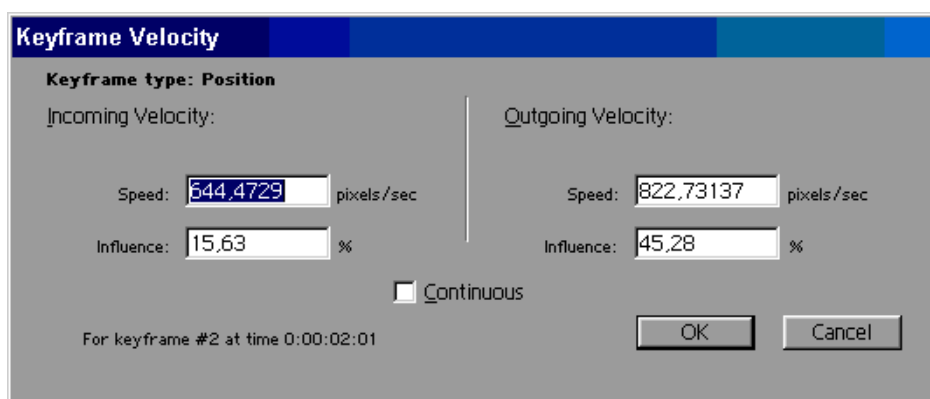 Keyframe Velocity
Keyframe type: Position
Incoming Velocity:
Outgoing Velocity:
Speed: 644,4729 pixels/sec
Speed: 822,73137 pixels/sec
Influence: 15,63 %
Influence: 45,28 %
Continuous
For keyframe #2 at time 0:00:02:01
OK
Cancel